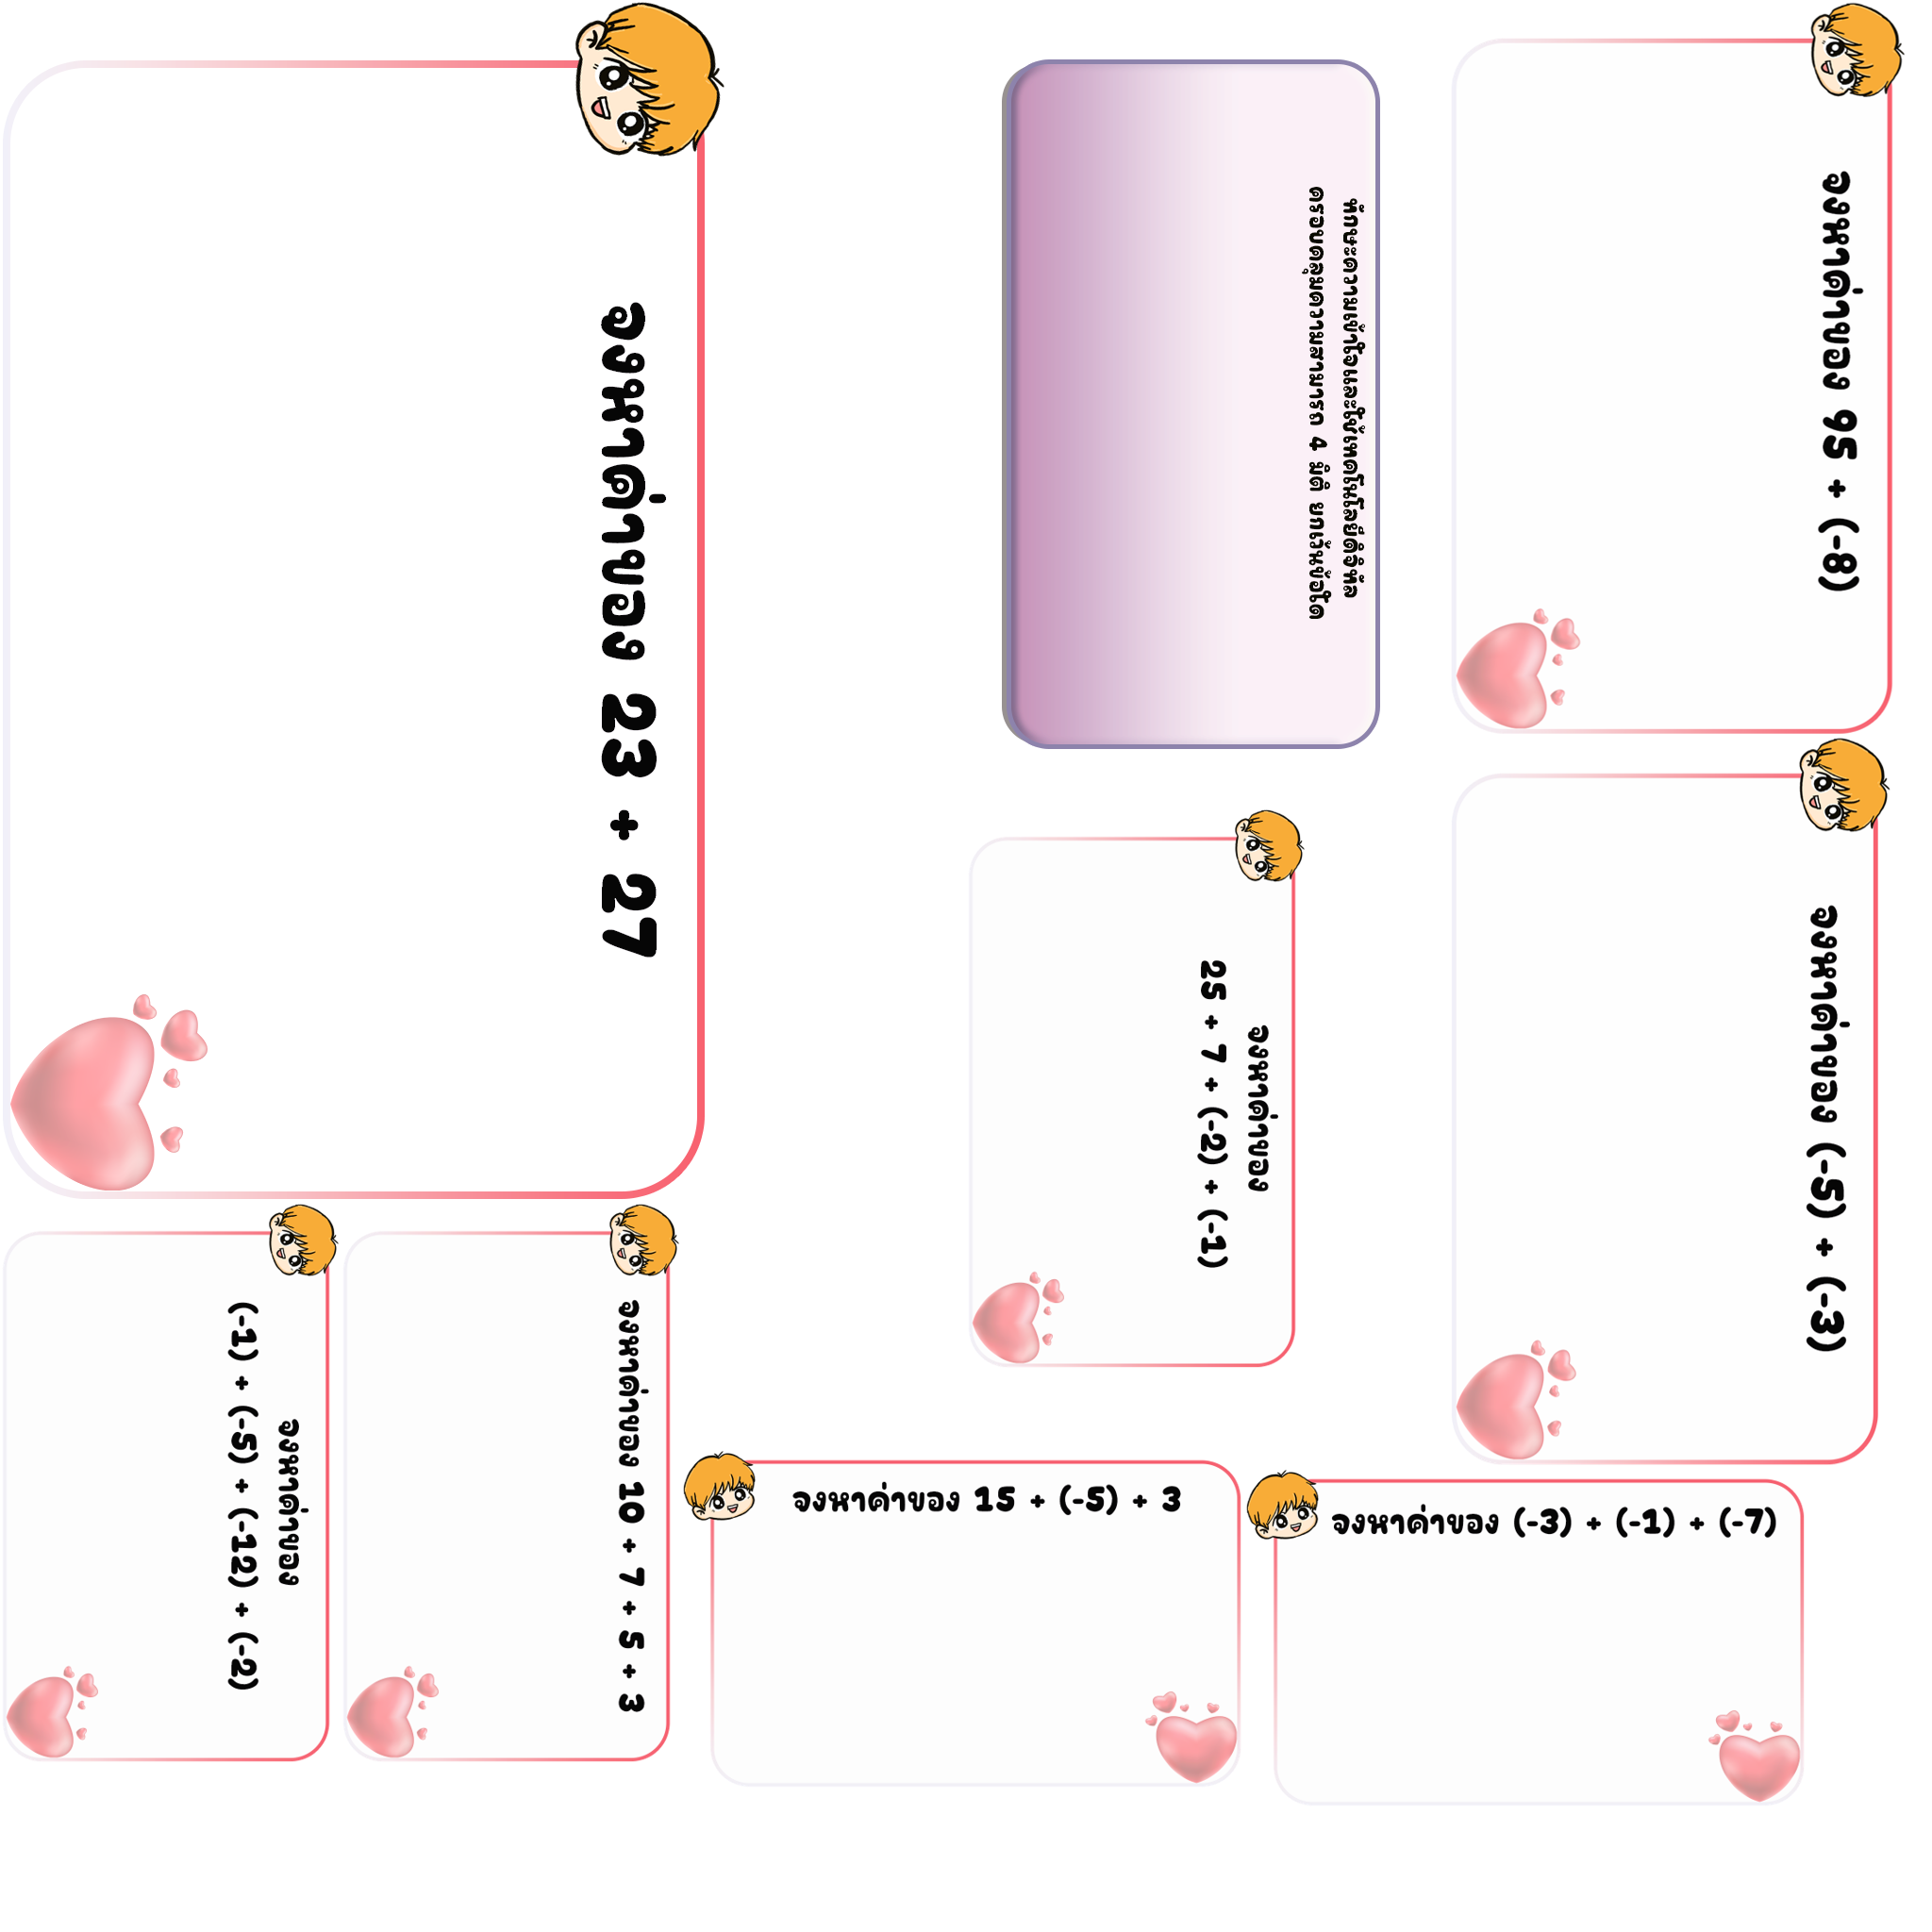 จงหาค่าของ 23 + 27
ทักษะความเข้าใจและใช้เทคโนโลยีดิจิทัล
ครอบคลุมความสามารถ 4 มิติ ยกเว้นข้อใด
จงหาค่าของ 95 + (-8)
จงหาค่าของ
25 + 7 + (-2) + (-1)
จงหาค่าของ (-5) + (-3)
จงหาค่าของ
(-1) + (-5) + (-12) + (-2)
จงหาค่าของ 10 + 7 + 5 + 3
จงหาค่าของ 15 + (-5) + 3
จงหาค่าของ (-3) + (-1) + (-7)